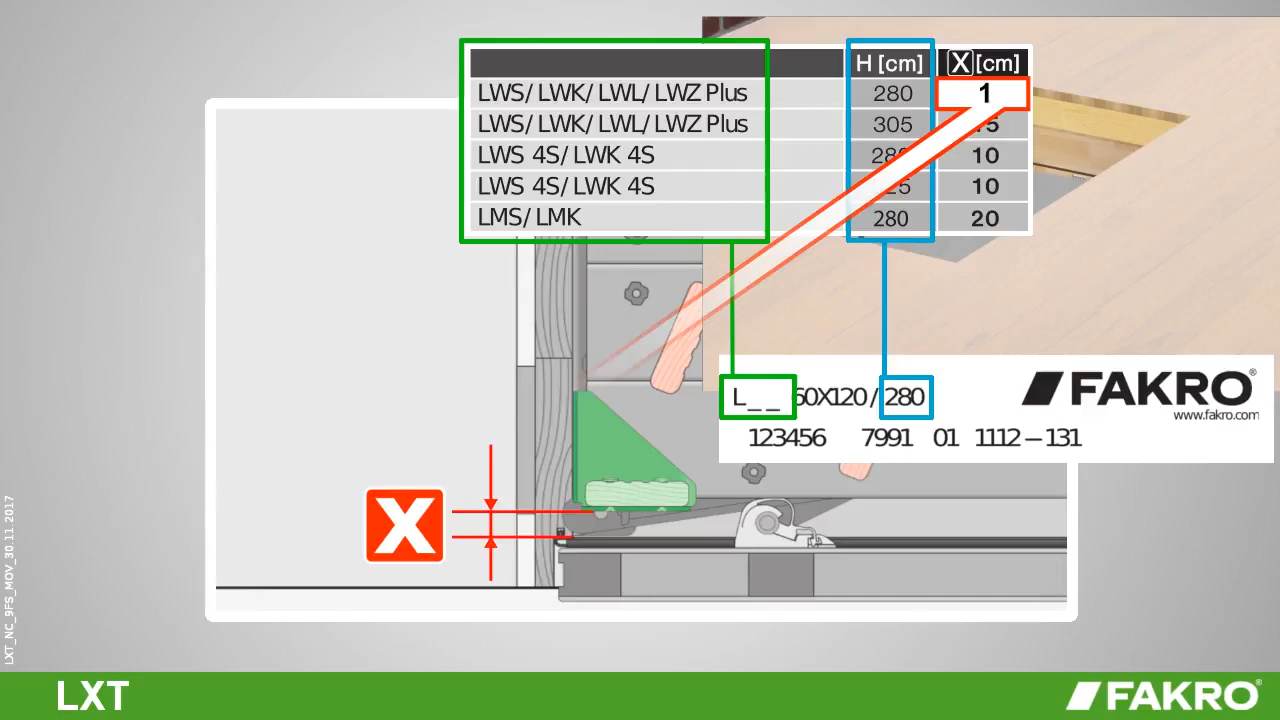 H [cm] X [cm]
LWS/ LWK/ LWL/ LWZ Plus 280 1
LWS/ LWK/ LWL/ LWZ Plus 305 5
LWS 4S/ LWK 4S 10
LWS 4S/ LWK 4S 10
LMS/ LMK 280 20
L_ _ 60X120 / 280
FAKRO®
www.fakro.com
123456 7991 01 1112 – 131
X
LXT_NC_9FS_MOV_30.11 2017
LXT
FAKRO®